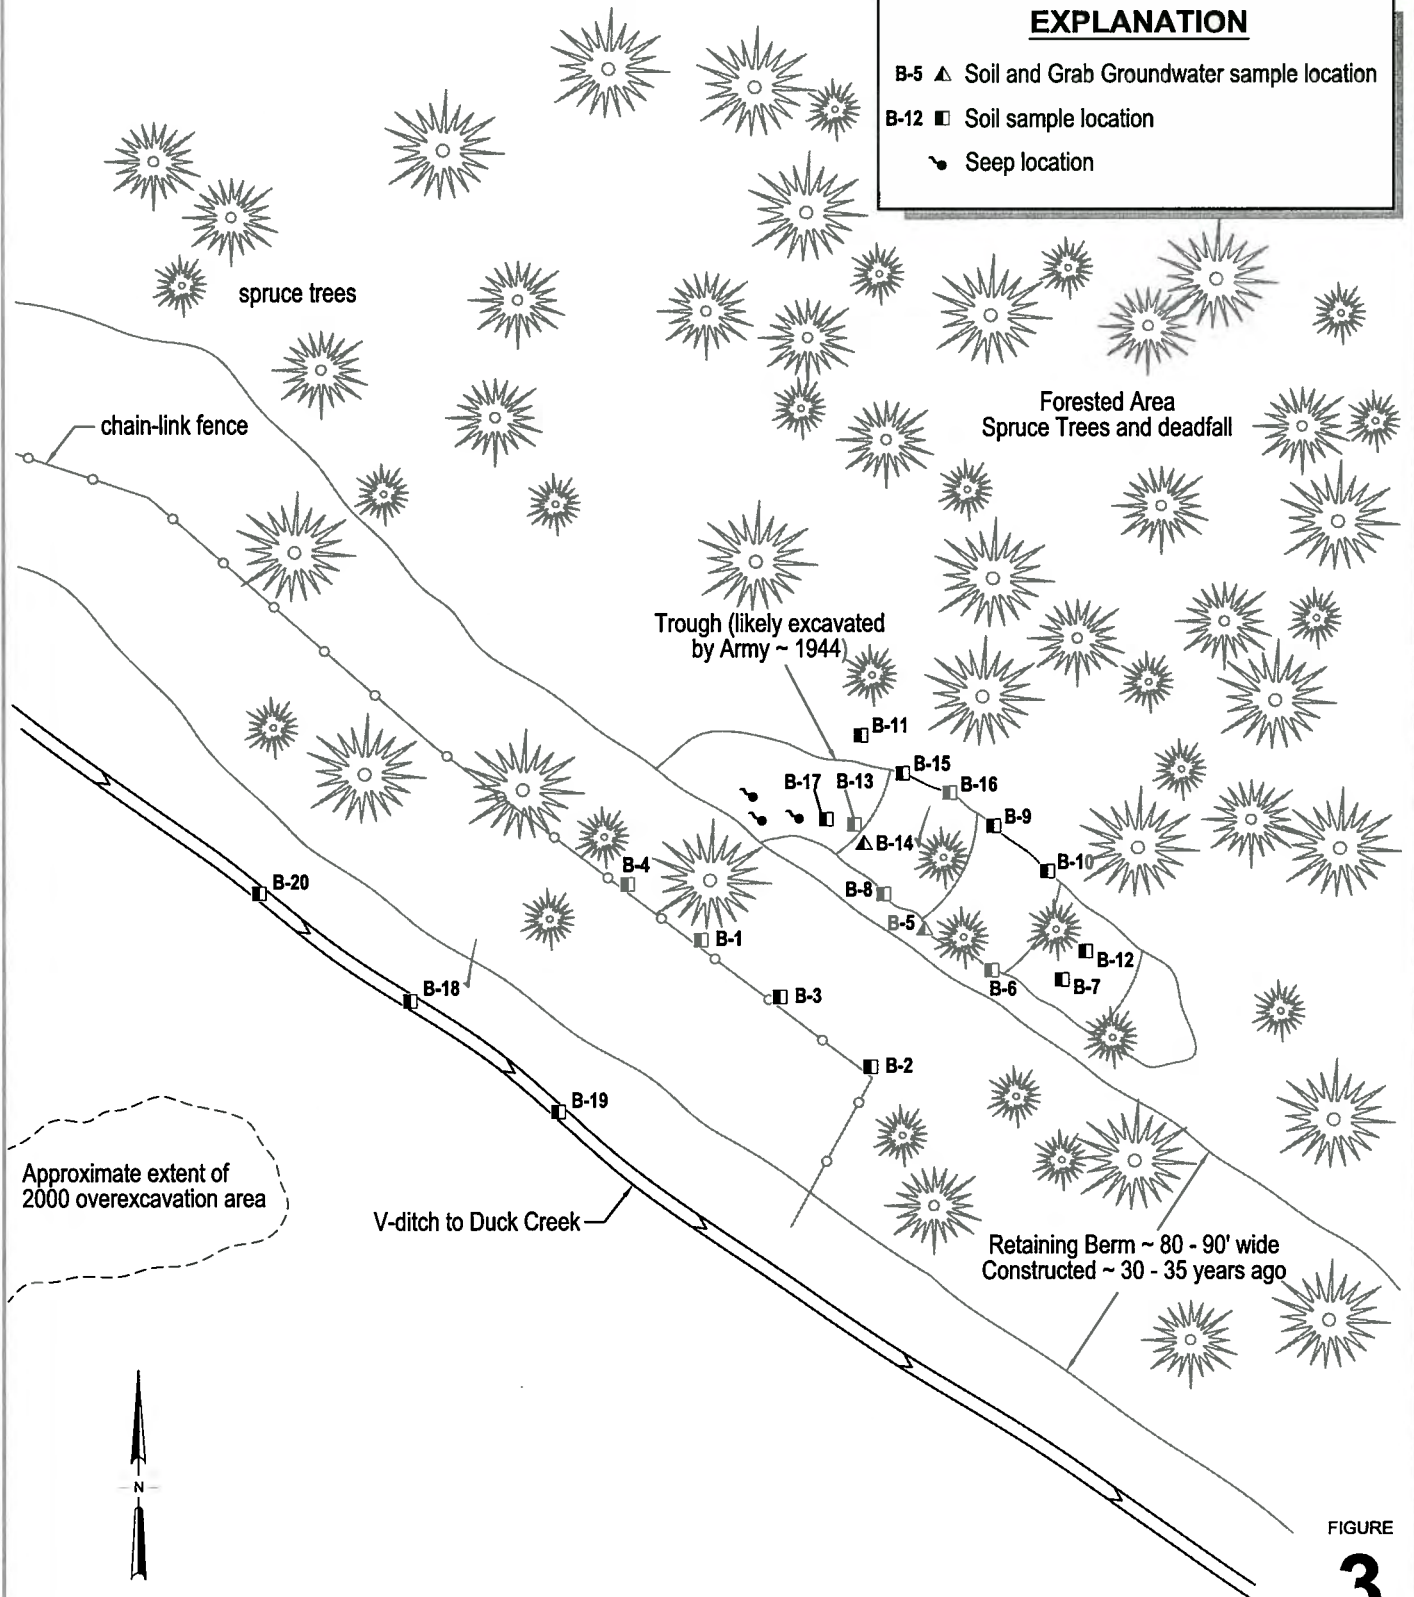 EXPLANATION
B-5 Soil and Grab Groundwater sample location
B-12 Soil sample location
Seep location
spruce trees
Forested Area
Spruce Trees and deadfall
chain-link fence
Trough (likely excavated
by Army ~ 1944)
B-11
B-15
B-17
B-13
B-16
B-9
B-14
B-10
B-4
B-8
B-20
B-5
B-1
B-12
B-7
B-6
B-18
B-3
B-2
B-19
Approximate extent of
2000 overexcavation area
V-ditch to Duck Creek
Retaining Berm ~ 80 - 90' wide
Constructed ~ 30 - 35 years ago
N
FIGURE
3